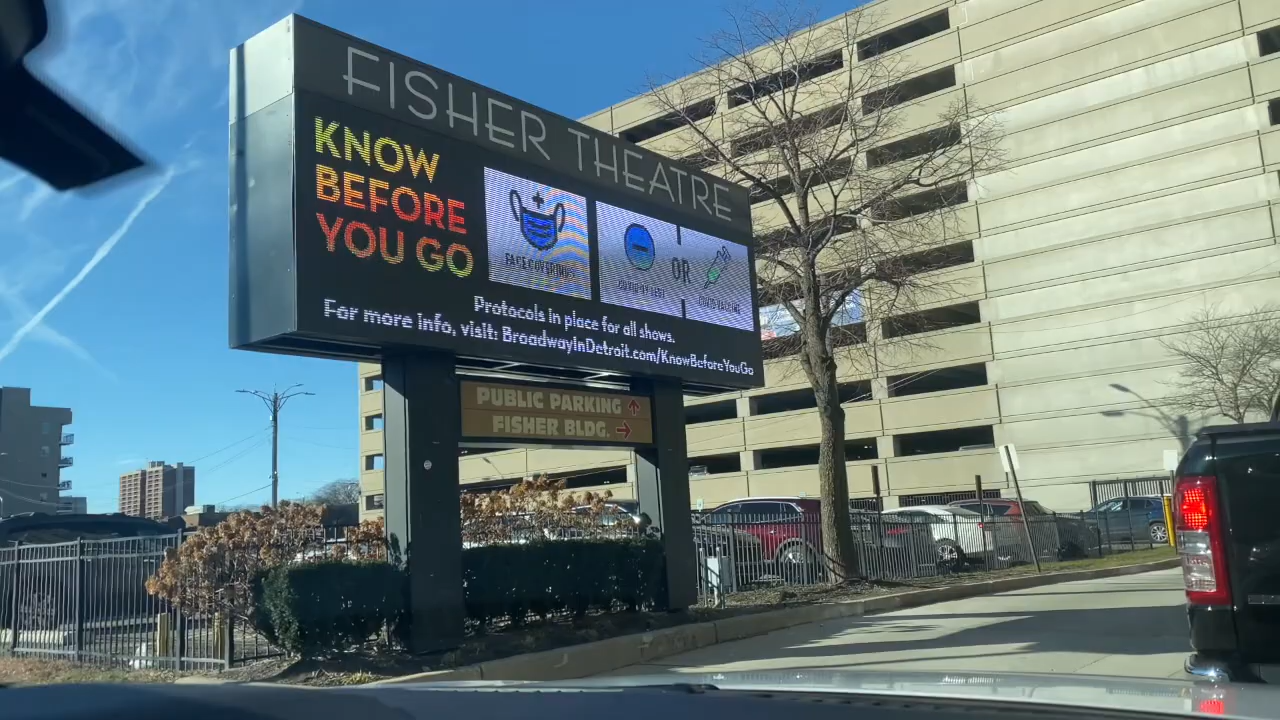 FISHER THEATRE
KNOW
BEFORE
YOU GO
FACE COVERINGS
OR
Protocols in place for all shows.
For more info, visit: BroadwayInDetroit.com/KnowBeforeYouGo
PUBLIC PARKING ↑
FISHER BLDG. →